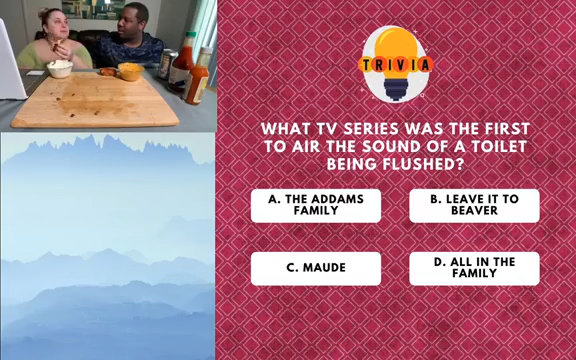 TRIVIA
WHAT TV SERIES WAS THE FIRST
TO AIR THE SOUND OF A TOILET
BEING FLUSHED?
A. THE ADDAMS
FAMILY
B. LEAVE IT TO
BEAVER
C. MAUDE
D. ALL IN THE
FAMILY